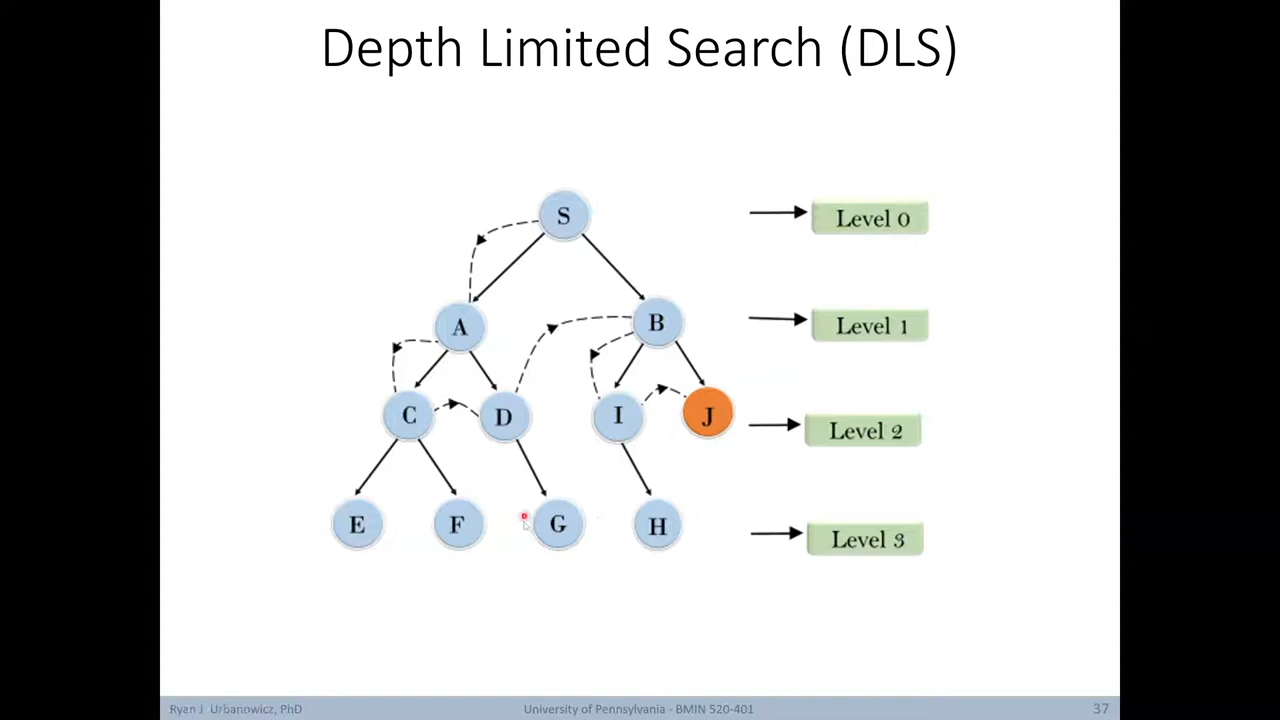 Depth Limited Search (DLS)
S
Level 0
A
B
Level 1
C
D
I
J
Level 2
E
F
G
H
Level 3
Ryan J. Urbanowicz, PhD
University of Pennsylvania - BMIN 520-401
37